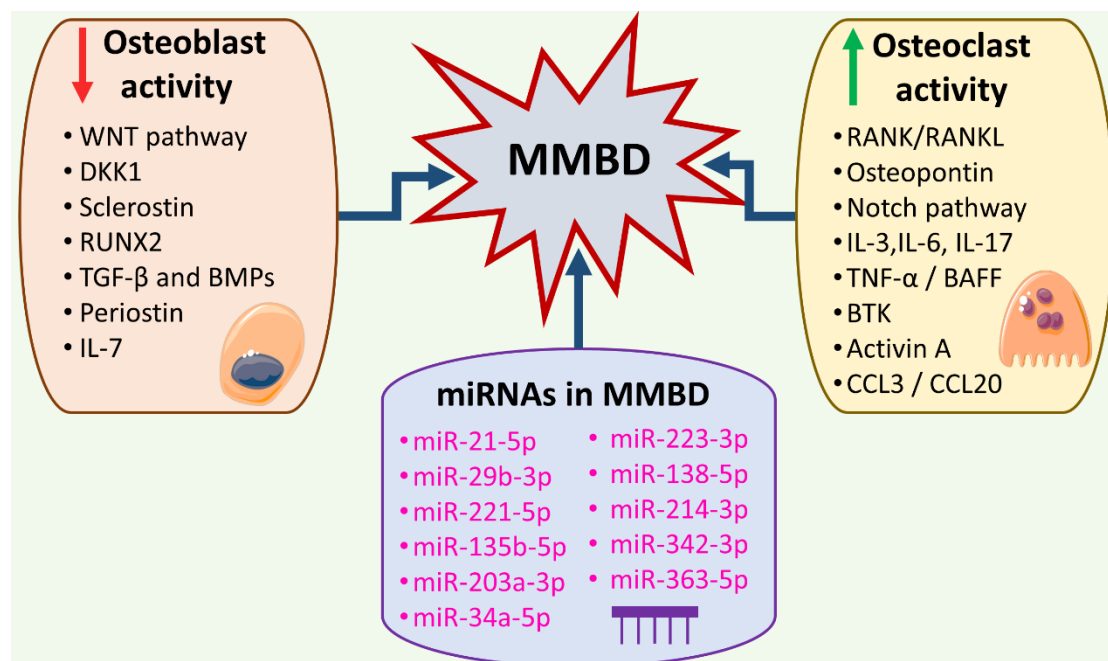 Osteoblast
activity
• WNT pathway
• DKK1
• Sclerostin
• RUNX2
• TGF-β and BMPs
• Periostin
• IL-7
MMBD
Osteoclast
activity
• RANK/RANKL
• Osteopontin
• Notch pathway
• IL-3,IL-6, IL-17
• TNF-α / BAFF
• BTK
• Activin A
• CCL3 / CCL20
miRNAs in MMBD
• miR-21-5p
• miR-29b-3p
• miR-221-5p
• miR-135b-5p
• miR-203a-3p
• miR-34a-5p
• miR-223-3p
• miR-138-5p
• miR-214-3p
• miR-342-3p
• miR-363-5p